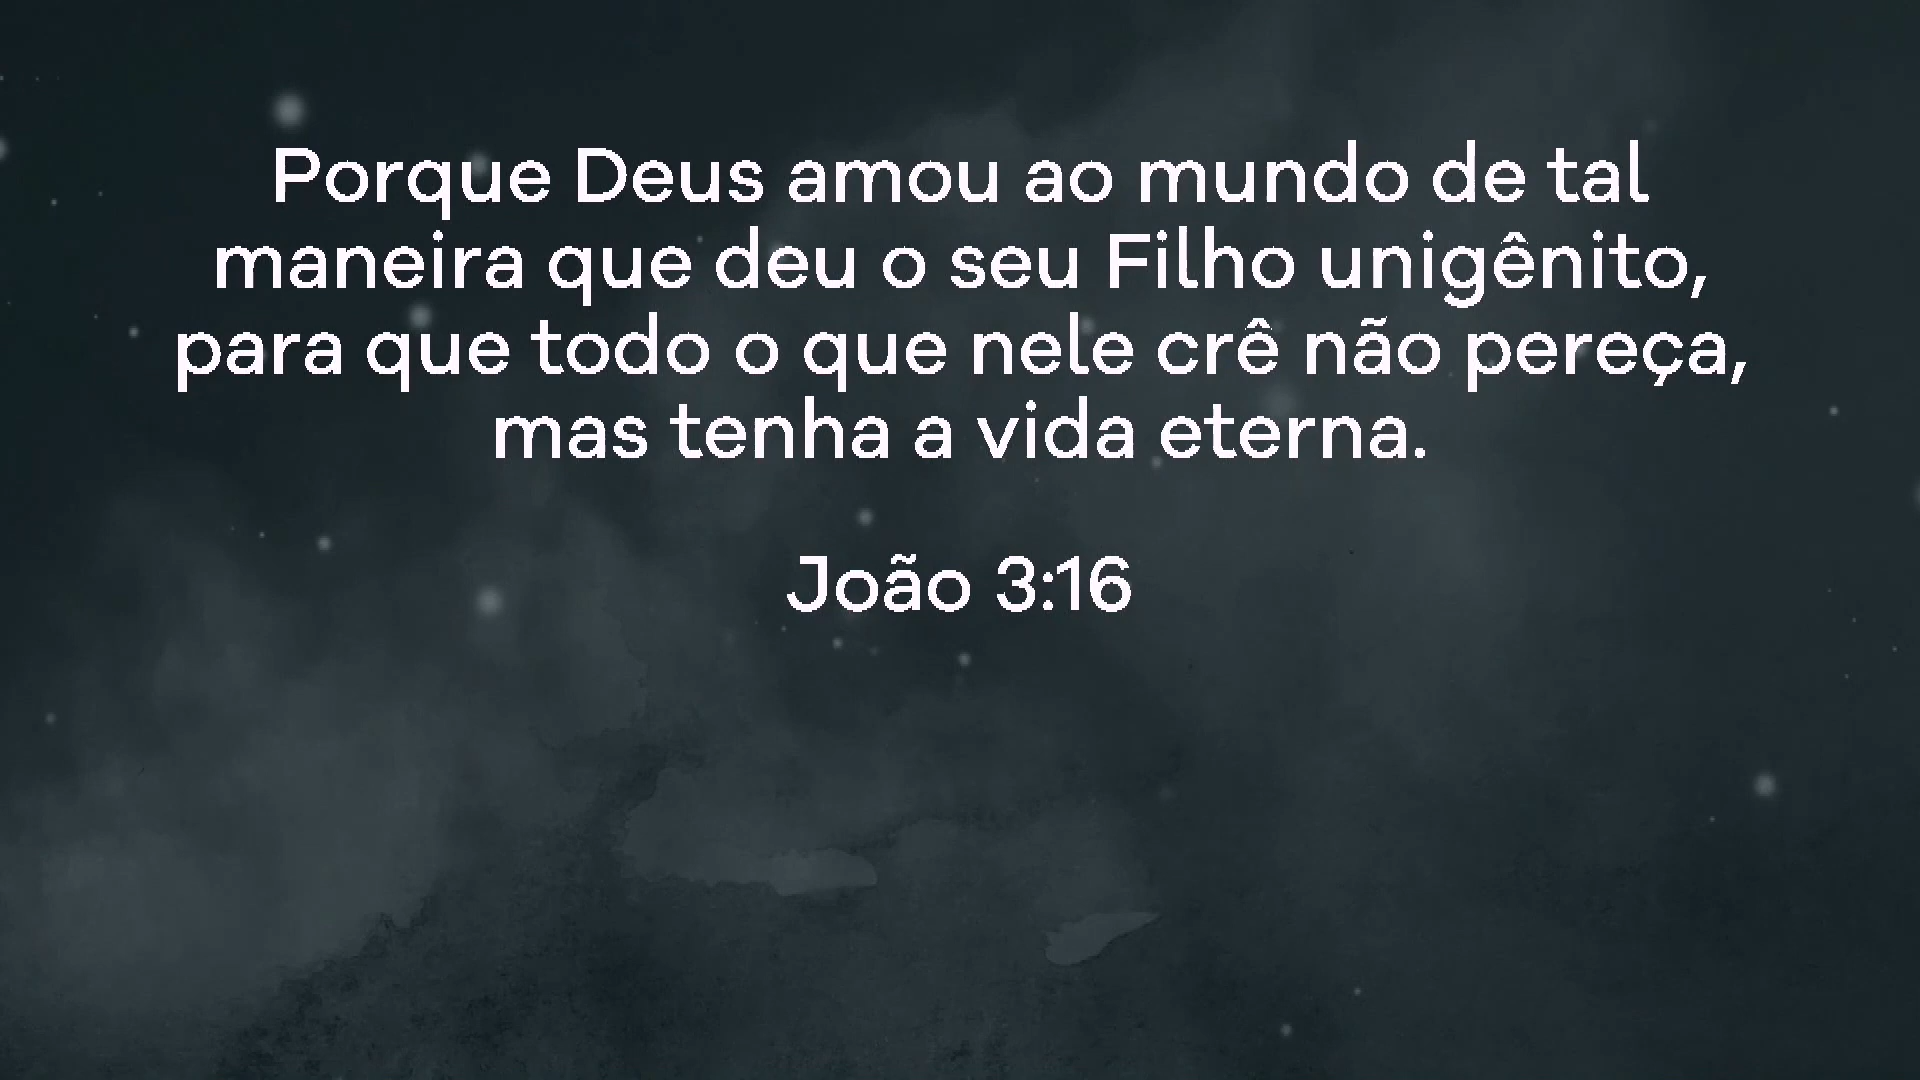 Porque Deus amou ao mundo de tal
maneira que deu o seu Filho unigênito,
para que todo o que nele crê não pereça,
mas tenha a vida eterna.
João 3:16